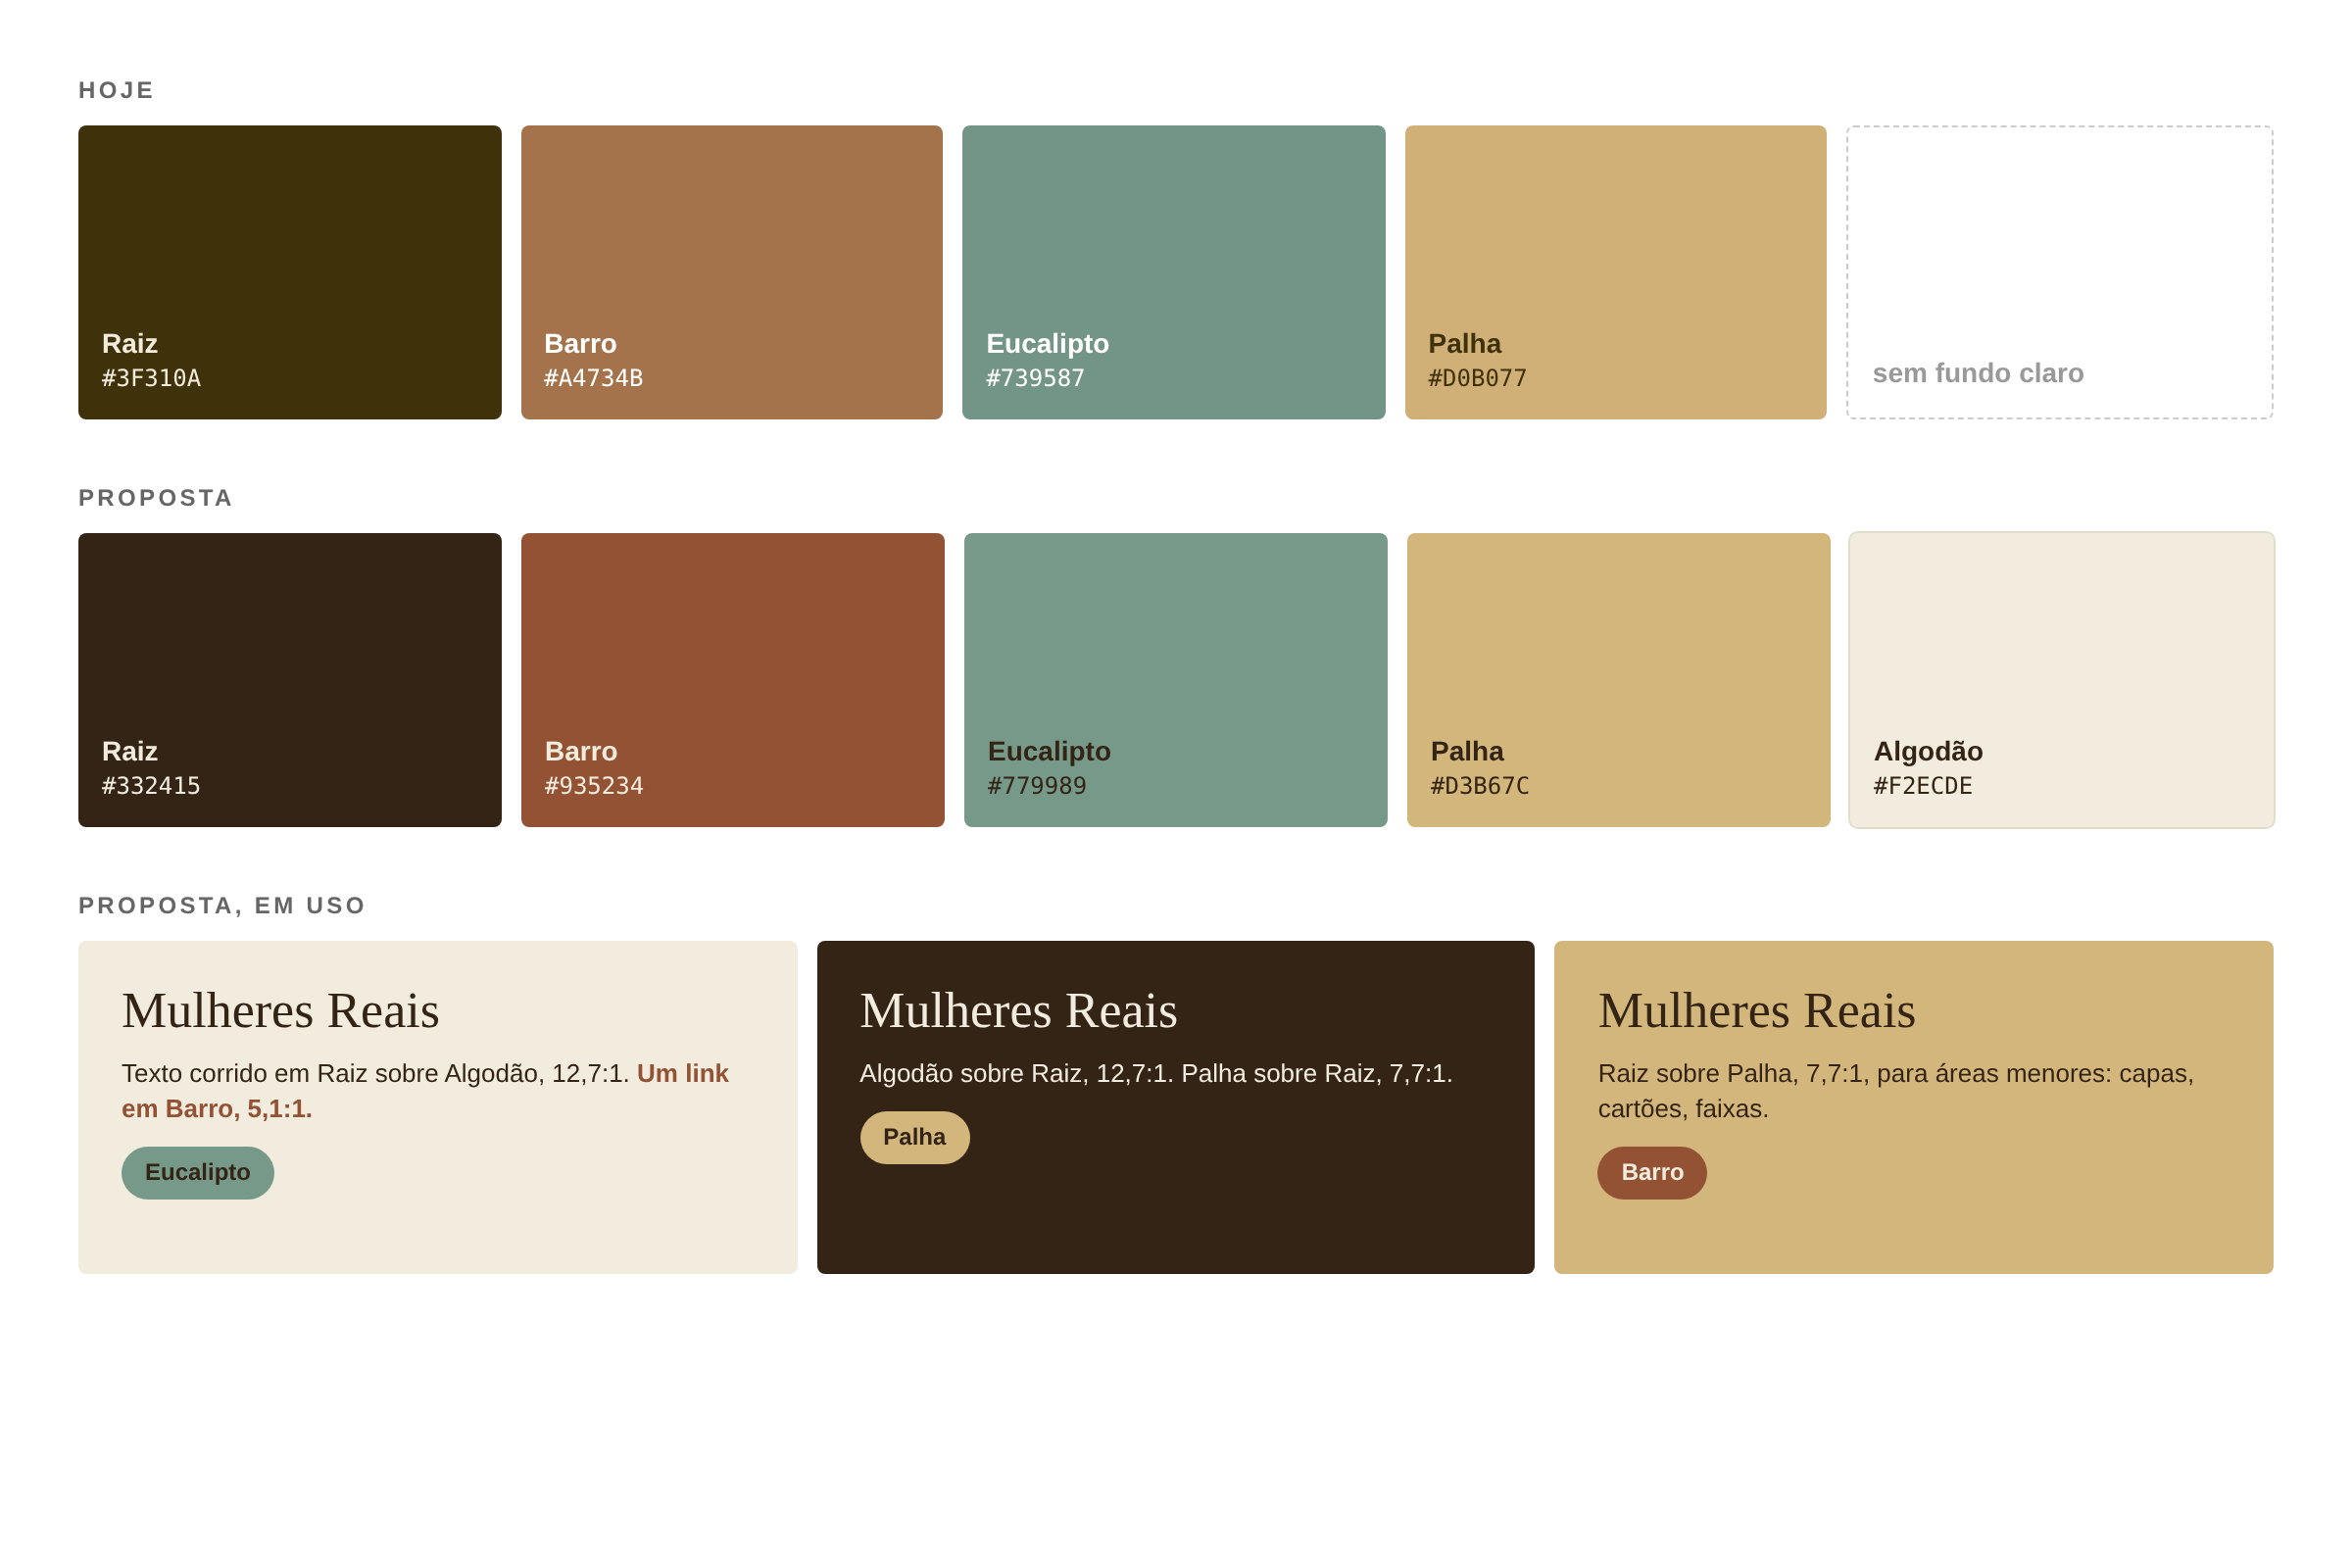 HOJE
Raiz
#3F310A
Barro
#A4734B
Eucalipto
#739587
Palha
#D0B077
sem fundo claro
PROPOSTA
Raiz
#332415
Barro
#935234
Eucalipto
#779989
Palha
#D3B67C
Algodão
#F2ECDE
PROPOSTA, EM USO
Mulheres Reais
Texto corrido em Raiz sobre Algodão, 12,7:1. Um link
em Barro, 5,1:1.
Eucalipto
Mulheres Reais
Algodão sobre Raiz, 12,7:1. Palha sobre Raiz, 7,7:1.
Palha
Mulheres Reais
Raiz sobre Palha, 7,7:1, para áreas menores: capas,
cartões, faixas.
Barro